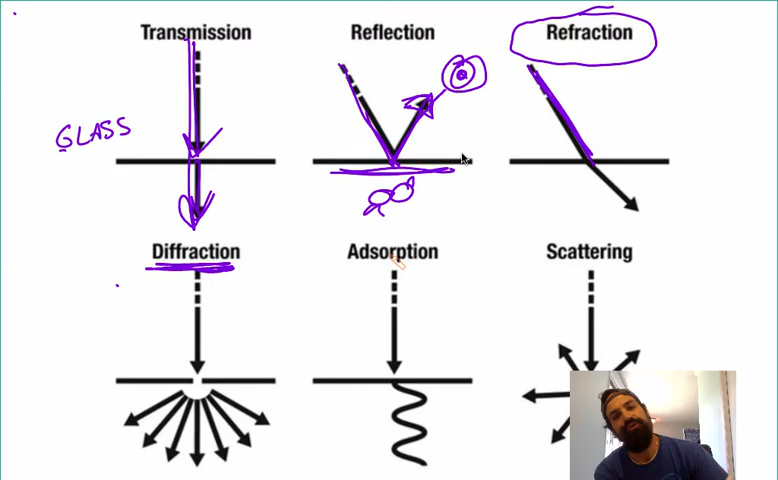 Transmission
Reflection
Refraction
GLASS
Diffraction
Adsorption
Scattering